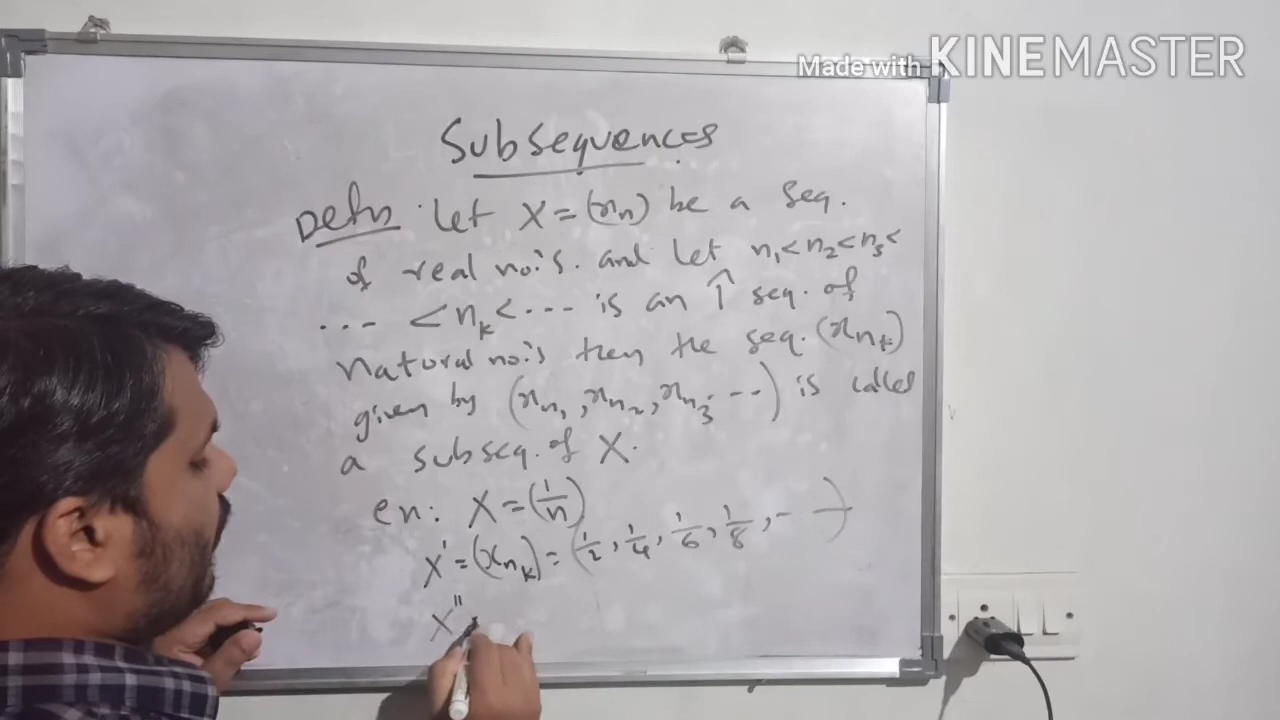 Made with KINEMASTER
Subsequences
Defn. Let X = (xn) be a seq.
of real no:s. and let n1 < n2 < n3 <
... < nk < ... is an ↑ seq. of
natural no:s then the seq. (xnk)
given by (xn1, xn2, xn3 ...) is called
a subseq. of X.
ex: X = (1/n)
X' = (xnk) = (1/2, 1/4, 1/6, 1/8, - -)
X"